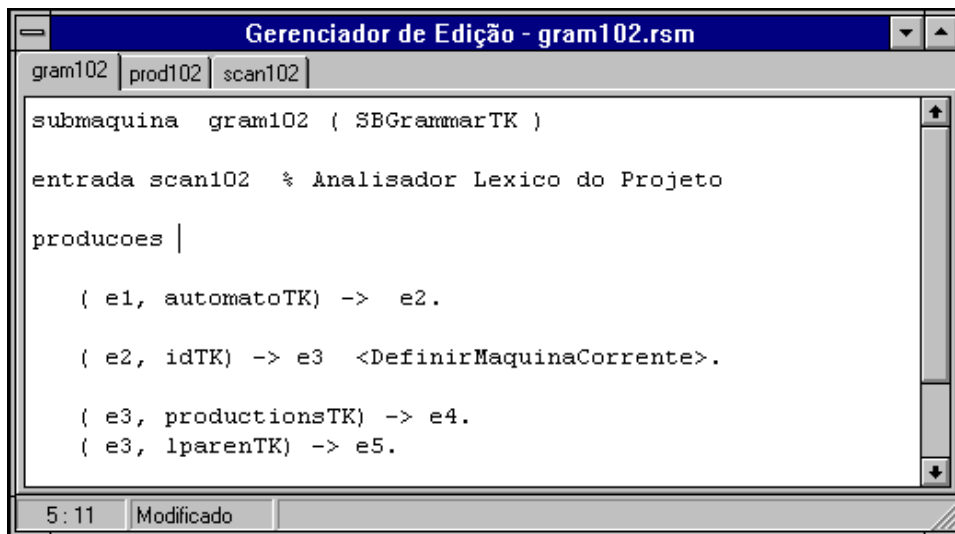 Gerenciador de Edição - gram102.rsm
gram102 prod102 scan102
submaquina gram102 ( SBGrammarTK )
entrada scan102 % Analisador Lexico do Projeto
producoes
( e1, automatoTK) -> e2.
( e2, idTK) -> e3 <DefinirMaquinaCorrente>.
( e3, productionsTK) -> e4.
( e3, lparenTK) -> e5.
5 : 11 Modificado